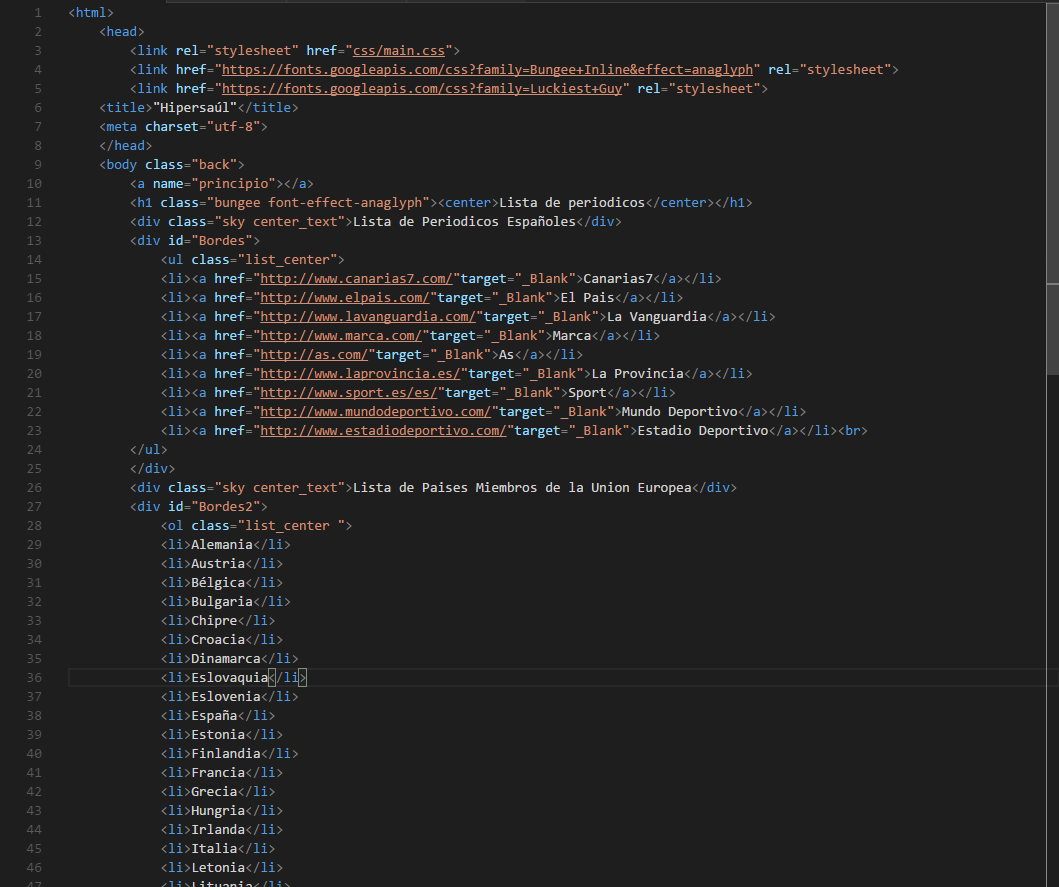 1 <html>
2 <head>
3 <link rel="stylesheet" href="css/main.css">
4 <link href="https://fonts.googleapis.com/css?family=Bungee+Inline&effect=anaglyph" rel="stylesheet">
5 <link href="https://fonts.googleapis.com/css?family=Luckiest+Guy" rel="stylesheet">
6 <title>"Hipersaúl"</title>
7 <meta charset="utf-8">
8 </head>
9 <body class="back">
10 <a name="principio"></a>
11 <h1 class="bungee font-effect-anaglyph"><center>Lista de periodicos</center></h1>
12 <div class="sky center_text">Lista de Periodicos Españoles</div>
13 <div id="Bordes">
14 <ul class="list_center">
15 <li><a href="http://www.canarias7.com/"target="_Blank">Canarias7</a></li>
16 <li><a href="http://www.elpais.com/"target="_Blank">El Pais</a></li>
17 <li><a href="http://www.lavanguardia.com/"target="_Blank">La Vanguardia</a></li>
18 <li><a href="http://www.marca.com/"target="_Blank">Marca</a></li>
19 <li><a href="http://as.com/"target="_Blank">As</a></li>
20 <li><a href="http://www.laprovincia.es/"target="_Blank">La Provincia</a></li>
21 <li><a href="http://www.sport.es/es/"target="_Blank">Sport</a></li>
22 <li><a href="http://www.mundodeportivo.com/"target="_Blank">Mundo Deportivo</a></li>
23 <li><a href="http://www.estadiodeportivo.com/"target="_Blank">Estadio Deportivo</a></li><br>
24 </ul>
25 </div>
26 <div class="sky center_text">Lista de Paises Miembros de la Union Europea</div>
27 <div id="Bordes2">
28 <ol class="list_center ">
29 <li>Alemania</li>
30 <li>Austria</li>
31 <li>Bélgica</li>
32 <li>Bulgaria</li>
33 <li>Chipre</li>
34 <li>Croacia</li>
35 <li>Dinamarca</li>
36 <li>Eslovaquia</li>
37 <li>Eslovenia</li>
38 <li>España</li>
39 <li>Estonia</li>
40 <li>Finlandia</li>
41 <li>Francia</li>
42 <li>Grecia</li>
43 <li>Hungria</li>
44 <li>Irlanda</li>
45 <li>Italia</li>
46 <li>Letonia</li>
47 <li>Lituania</li>